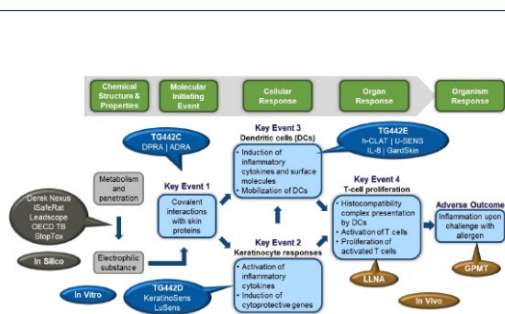 Chemical
Structure &
Properties
Molecular
Initiating
Event
Cellular
Response
Organ
Response
Organism
Response
TG442C
DPRA | ADRA
Key Event 3
Dendritic cells (DCs)
• Induction of
inflammatory
cytokines and surface
molecules
• Mobilization of DCs
TG442E
h-CLAT | U-SENS
IL-8 | GardSkin
Metabolism
and
penetration
Key Event 1
Covalent
interactions
with skin
proteins
Key Event 4
T-cell proliferation
• Histocompatibility
complex presentation
by DCs
• Activation of T cells
• Proliferation of
activated T cells
Adverse Outcome
Inflammation upon
challenge with
allergen
Derek Nexus
iSafeRat
Leadscope
OECD TB
StopTox
In Silico
Electrophilic
substance
Key Event 2
Keratinocyte responses
• Activation of
inflammatory
cytokines
• Induction of
cytoprotective genes
LLNA
GPMT
In Vitro
TG442D
KeratinoSens
LuSens
In Vivo